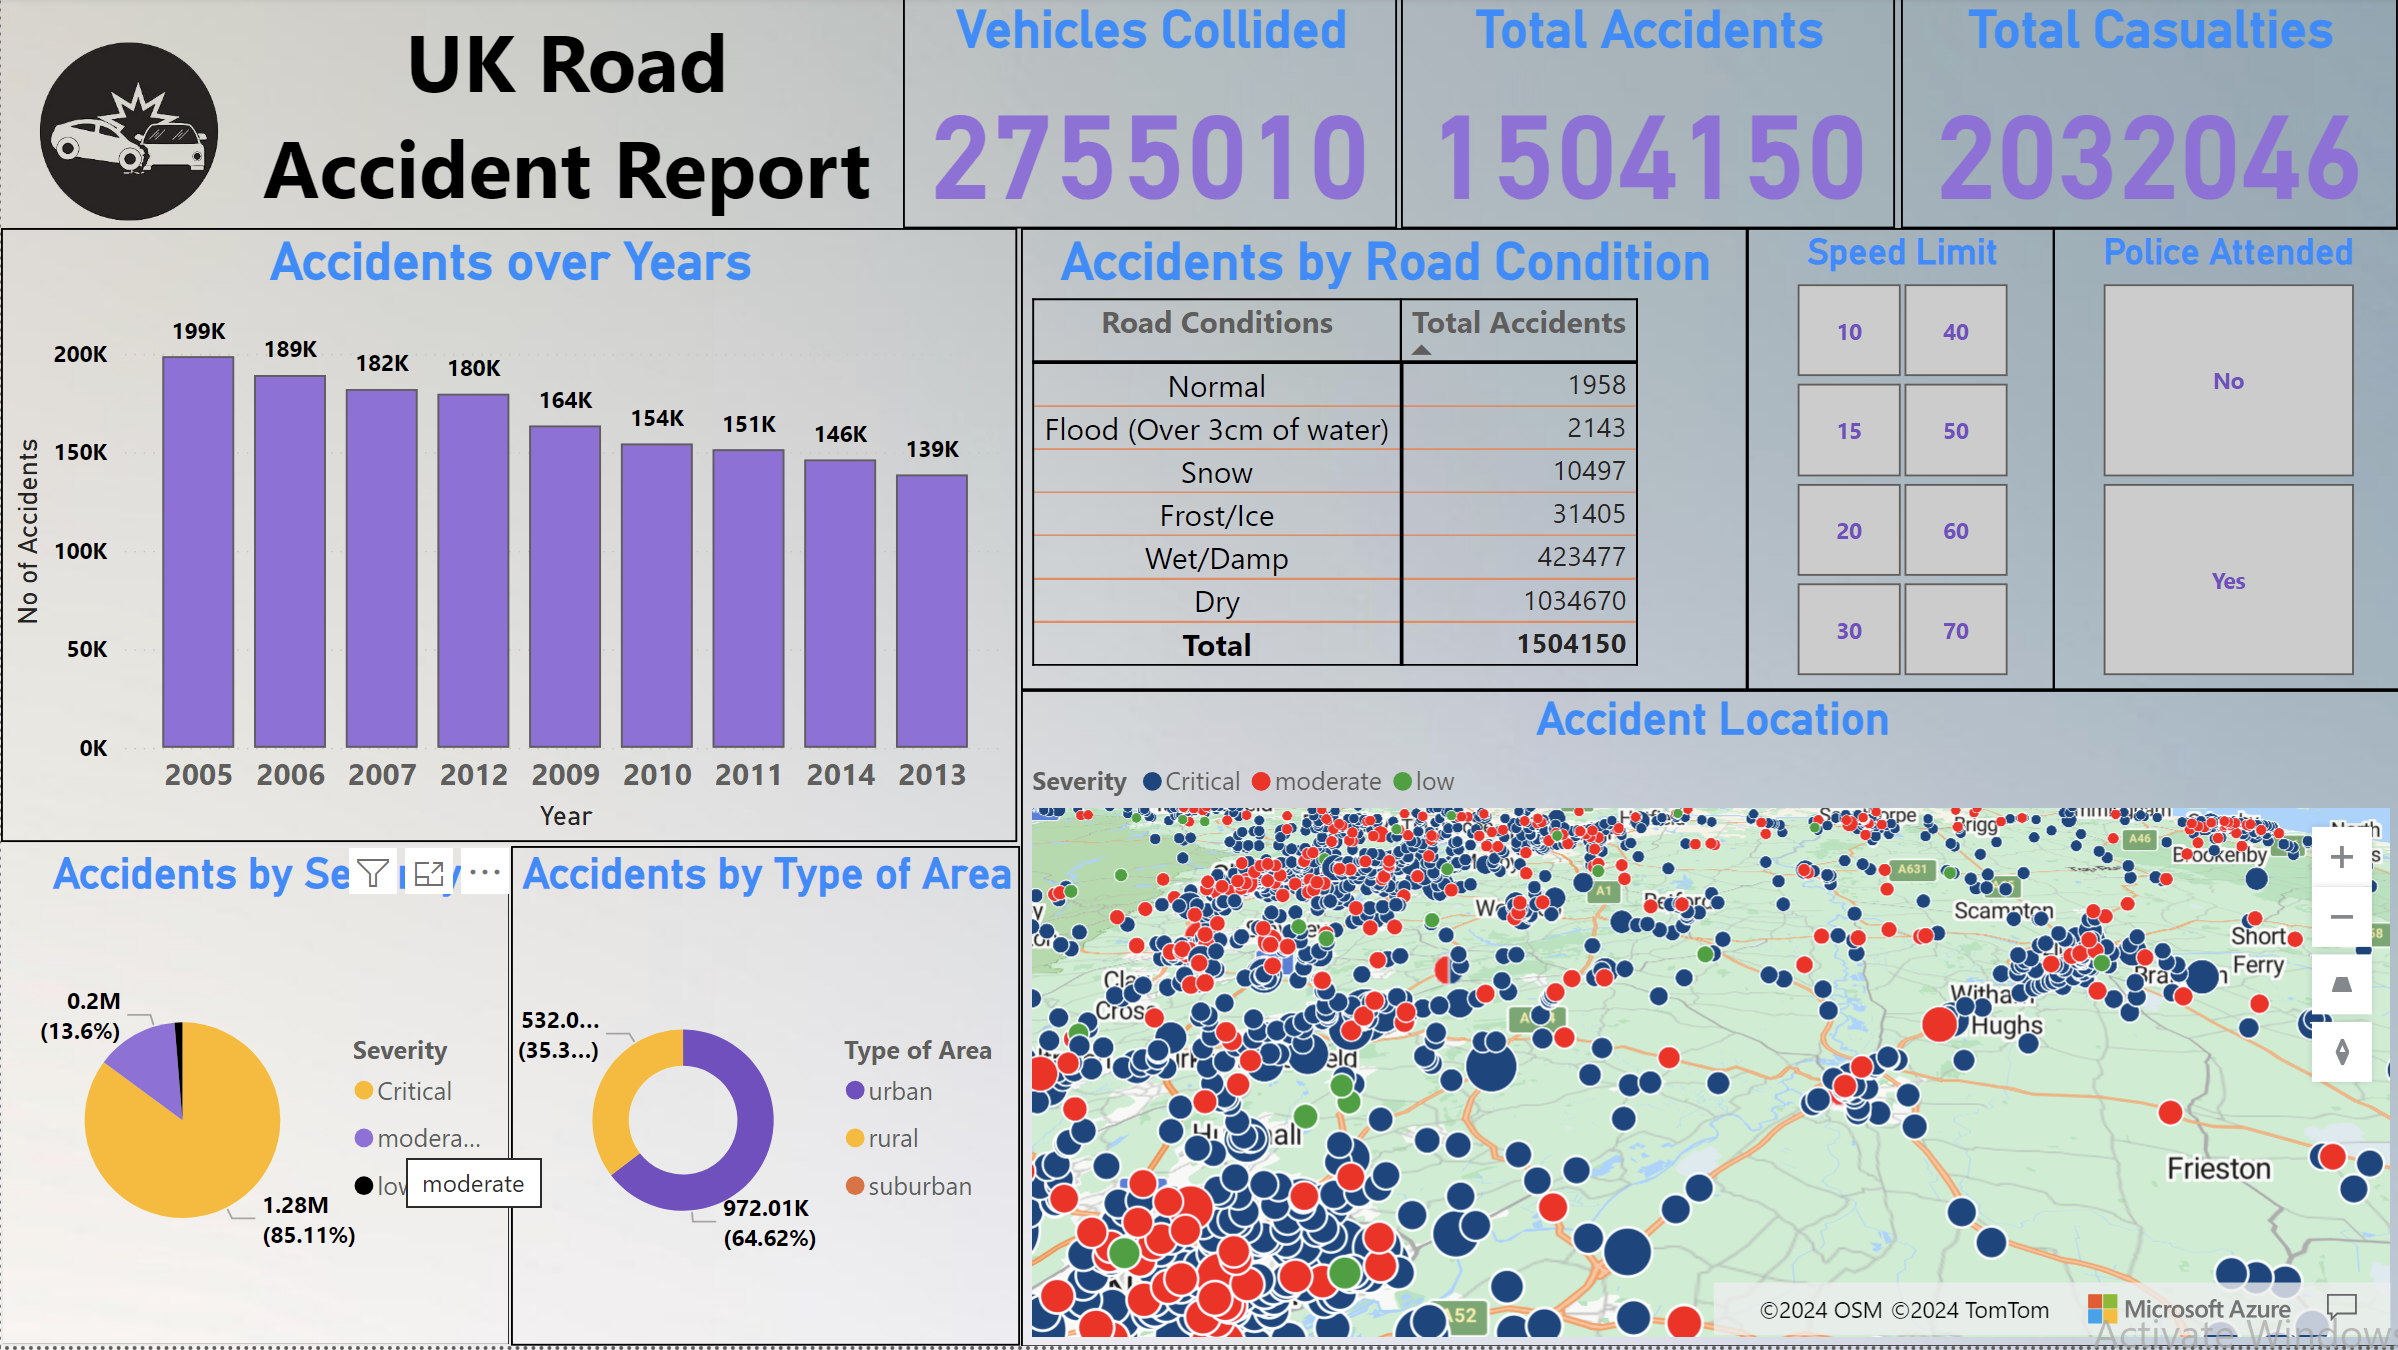 UK Road
Accident Report
Vehicles Collided
2755010
Total Accidents
1504150
Total Casualties
2032046
Accidents over Years
No of Accidents
200K
150K
100K
50K
0K
199K
189K
182K
180K
164K
154K
151K
146K
139K
2005 2006 2007 2012 2009 2010 2011 2014 2013
Year
Accidents by Road Condition
Road Conditions Total Accidents
Normal 1958
Flood (Over 3cm of water) 2143
Snow 10497
Frost/Ice 31405
Wet/Damp 423477
Dry 1034670
Total 1504150
Speed Limit
10 40
15 50
20 60
30 70
Police Attended
No
Yes
Accidents by Se
0.2M
(13.6%)
1.28M
(85.11%)
Severity
Critical
modera...
low
moderate
Accidents by Type of Area
532.0...
(35.3...)
972.01K
(64.62%)
Type of Area
urban
rural
suburban
Accident Location
Severity Critical moderate low
Brigg
A46
Brookenby
A631
A1
Scampton
Short
Ferry
Cross
Hughs
Frieston
A52
©2024 OSM ©2024 TomTom
Microsoft Azure
Activate Windows